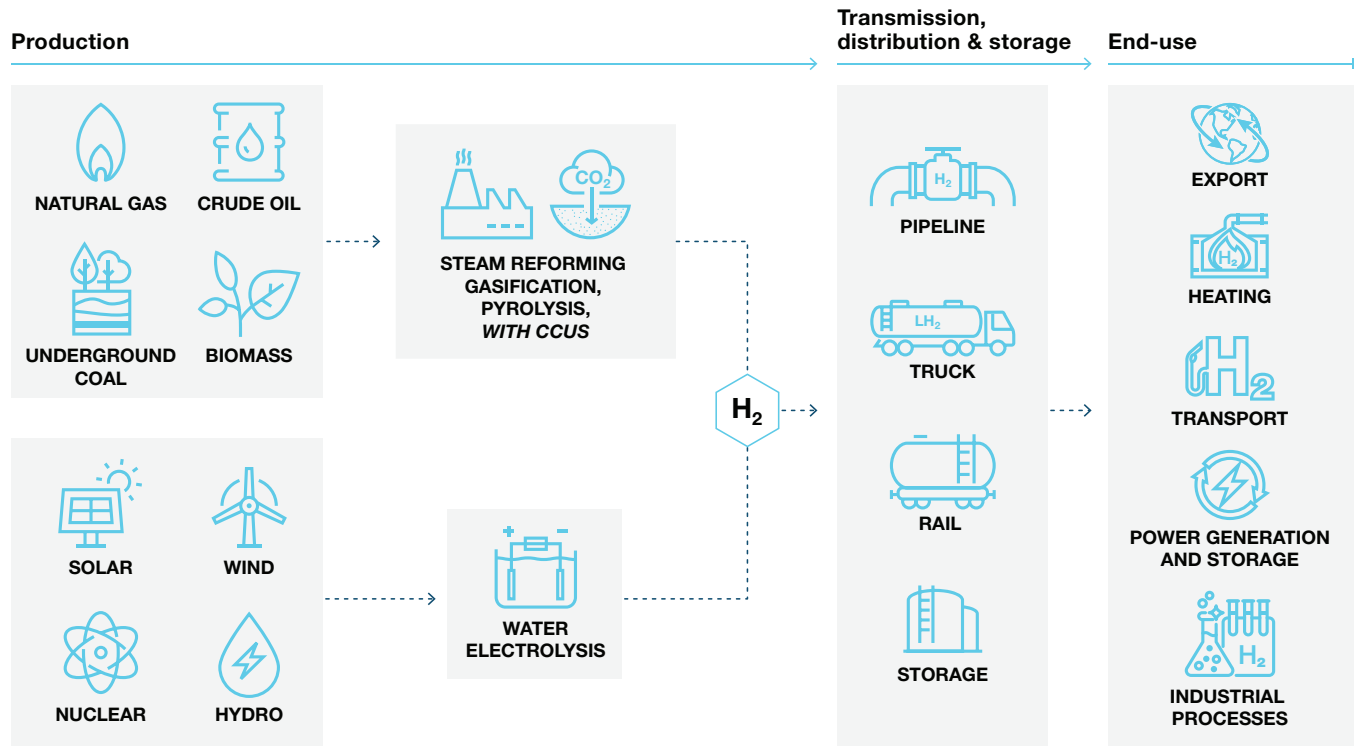 Production
NATURAL GAS
CRUDE OIL
UNDERGROUND
COAL
BIOMASS
CO₂
STEAM REFORMING
GASIFICATION,
PYROLYSIS,
WITH CCUS
SOLAR
WIND
NUCLEAR
HYDRO
+ −
WATER
ELECTROLYSIS
H₂
Transmission,
distribution & storage
H₂
PIPELINE
LH₂
TRUCK
RAIL
STORAGE
End-use
EXPORT
H₂
HEATING
H₂
TRANSPORT
POWER GENERATION
AND STORAGE
H₂
INDUSTRIAL
PROCESSES